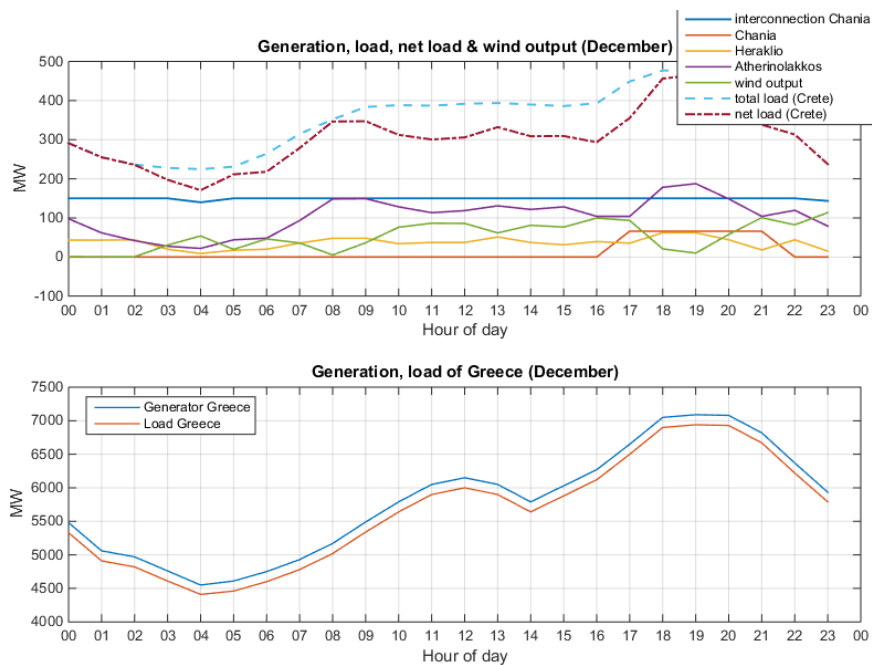 Generation, load, net load & wind output (December)
interconnection Chania
Chania
Heraklio
Atherinolakkos
wind output
total load (Crete)
net load (Crete)
MW
500
400
300
200
100
0
-100
00 01 02 03 04 05 06 07 08 09 10 11 12 13 14 15 16 17 18 19 20 21 22 23 00
Hour of day
Generation, load of Greece (December)
Generator Greece
Load Greece
MW
7500
7000
6500
6000
5500
5000
4500
4000
00 01 02 03 04 05 06 07 08 09 10 11 12 13 14 15 16 17 18 19 20 21 22 23 00
Hour of day